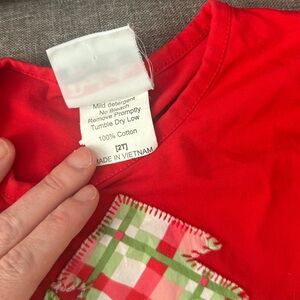 Mild detergent
No Bleach
Remove Promptly
Tumble Dry Low
100% Cotton
[2T]
MADE IN VIETNAM